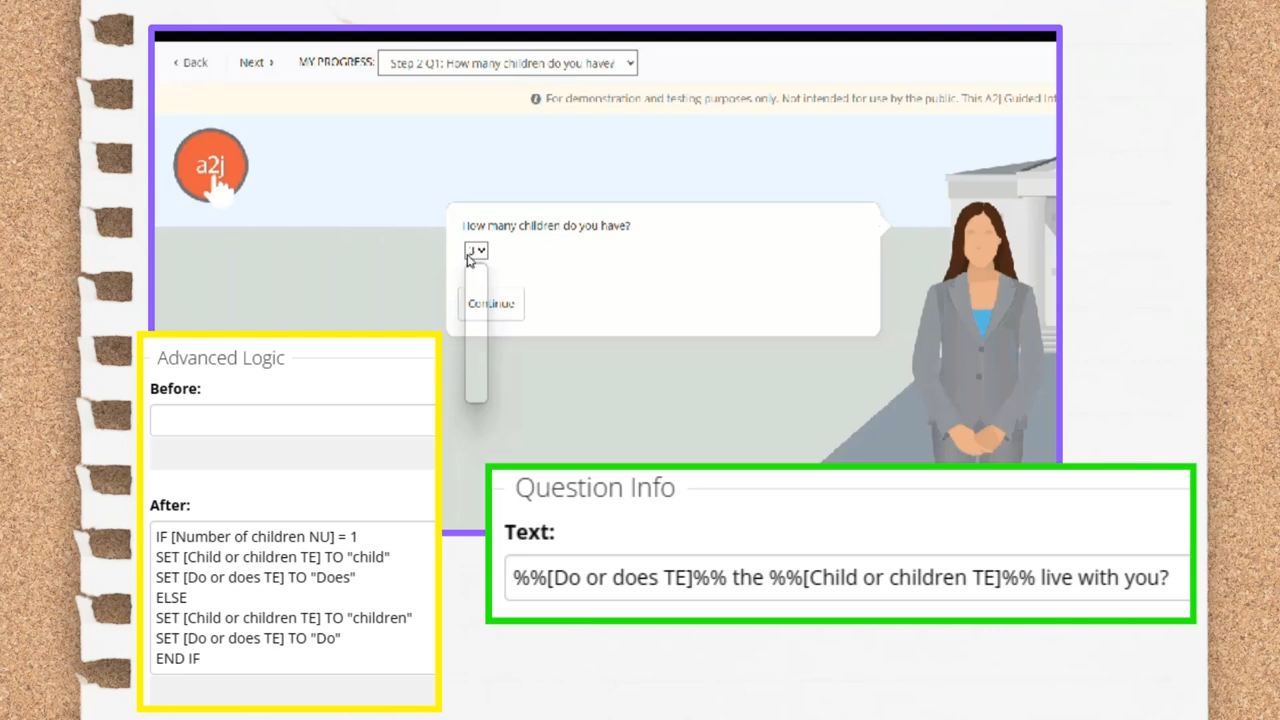 Back Next MY PROGRESS: Step 2 Q1: How many children do you have?
For demonstration and testing purposes only. Not intended for use by the public. This A2J Guided Int
a2j
How many children do you have?
Continue
Advanced Logic
Before:
After:
IF [Number of children NU] = 1
SET [Child or children TE] TO "child"
SET [Do or does TE] TO "Does"
ELSE
SET [Child or children TE] TO "children"
SET [Do or does TE] TO "Do"
END IF
Question Info
Text:
%%[Do or does TE]%% the %%[Child or children TE]%% live with you?